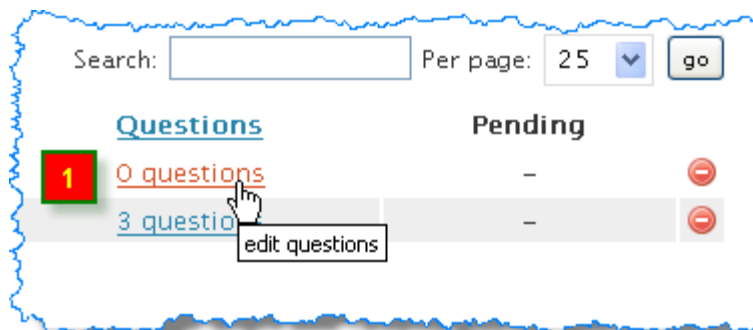 Search: Per page: 25 go
Questions Pending
1 0 questions –
3 questio –
edit questions